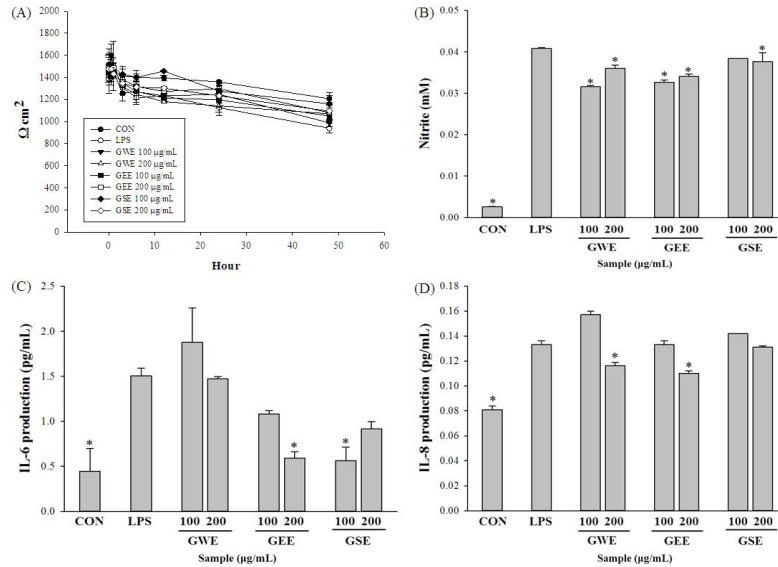 (A)
2000
1800
1600
1400
1200
1000
800
600
400
200
0
Ω cm²
CON
LPS
GWE 100 µg/mL
GWE 200 µg/mL
GEE 100 µg/mL
GEE 200 µg/mL
GSE 100 µg/mL
GSE 200 µg/mL
0 10 20 30 40 50 60
Hour
(B)
0.05
0.04
0.03
0.02
0.01
0.00
Nitrite (mM)
*
* *
* *
*
CON LPS 100 200 100 200 100 200
GWE GEE GSE
Sample (µg/mL)
(C)
2.5
2.0
1.5
1.0
0.5
0.0
IL-6 production (pg/mL)
*
* *
CON LPS 100 200 100 200 100 200
GWE GEE GSE
Sample (µg/mL)
(D)
0.18
0.16
0.14
0.12
0.10
0.08
0.06
0.04
0.02
0.00
IL-8 production (pg/mL)
*
* *
CON LPS 100 200 100 200 100 200
GWE GEE GSE
Sample (µg/mL)